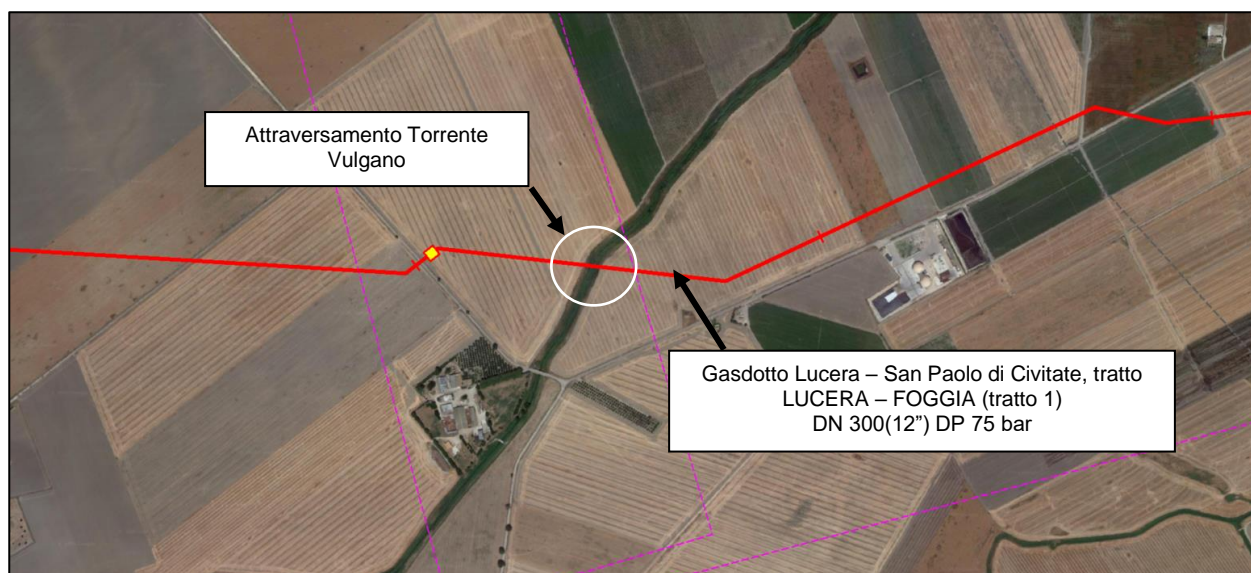 Attraversamento Torrente
Vulgano
Gasdotto Lucera – San Paolo di Civitate, tratto
LUCERA – FOGGIA (tratto 1)
DN 300(12”) DP 75 bar